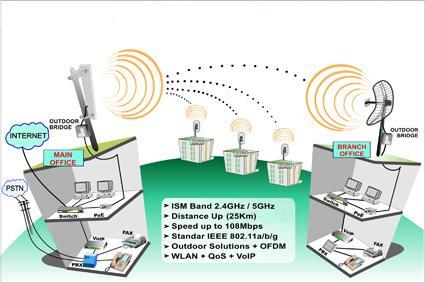 OUTDOOR
BRIDGE
INTERNET
MAIN
OFFICE
PSTN
Switch
PoE
VoIP
FAX
PBX
OUTDOOR
BRIDGE
BRANCH
OFFICE
Switch
PoE
VoIP
FAX
PBX
➤ ISM Band 2.4GHz / 5GHz
➤ Distance Up (25Km)
➤ Speed up to 108Mbps
➤ Standar IEEE 802.11a/b/g
➤ Outdoor Solutions + OFDM
➤ WLAN + QoS + VoIP